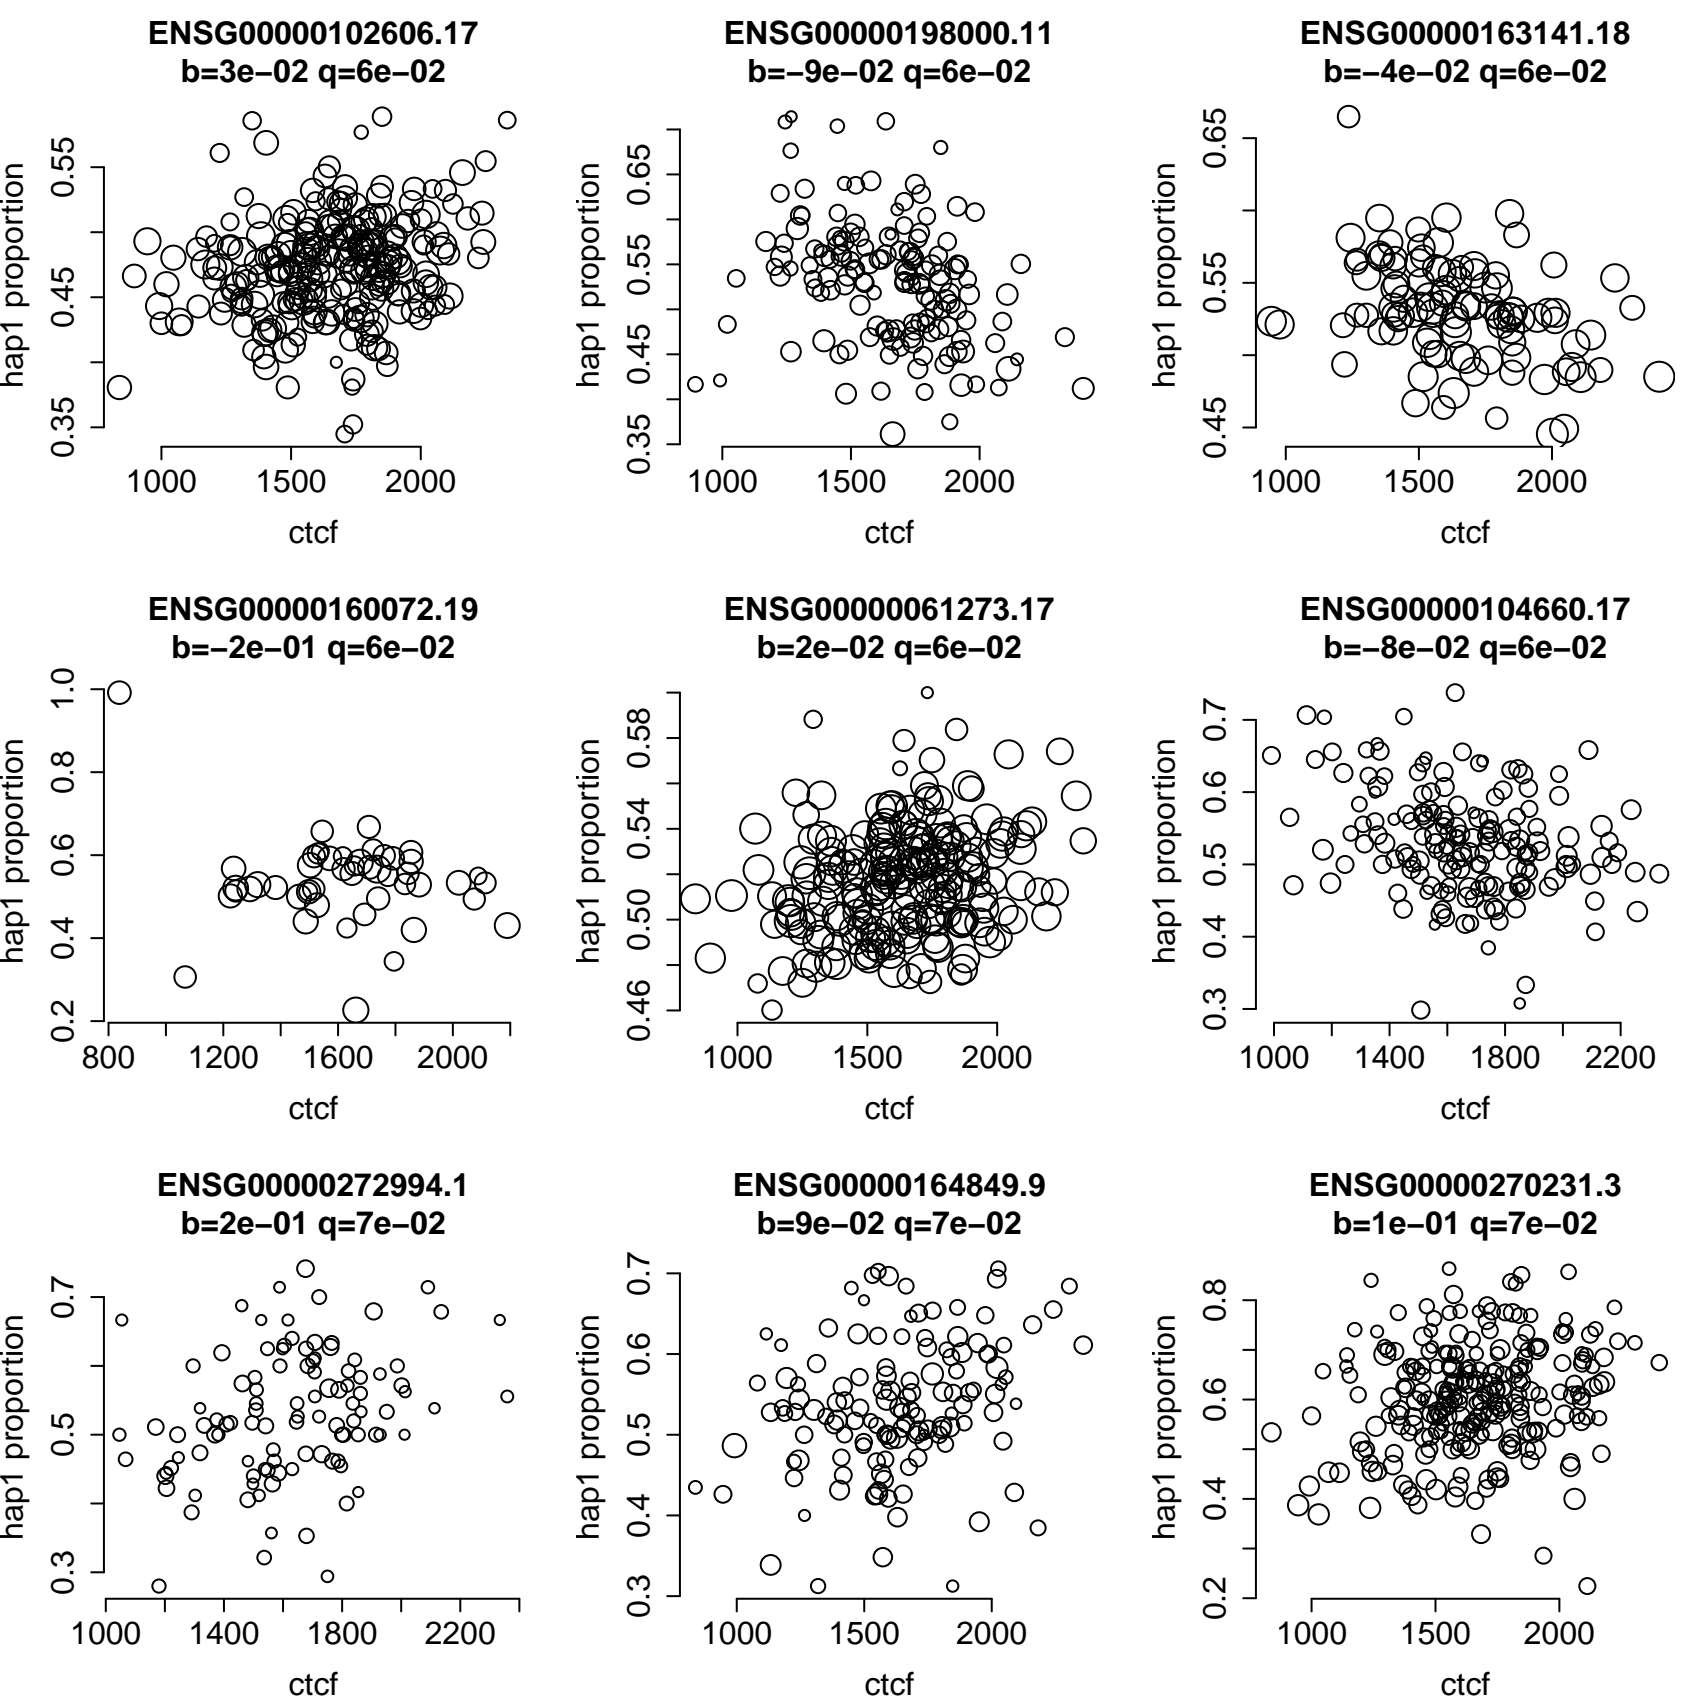 ENSG00000102606.17
b=3e−02 q=6e−02
hap1 proportion
0.35 0.45 0.55
1000 1500 2000
ctcf
ENSG00000198000.11
b=−9e−02 q=6e−02
hap1 proportion
0.35 0.45 0.55 0.65
1000 1500 2000
ctcf
ENSG00000163141.18
b=−4e−02 q=6e−02
hap1 proportion
0.45 0.55 0.65
1000 1500 2000
ctcf
ENSG00000160072.19
b=−2e−01 q=6e−02
hap1 proportion
0.2 0.4 0.6 0.8 1.0
800 1200 1600 2000
ctcf
ENSG00000061273.17
b=2e−02 q=6e−02
hap1 proportion
0.46 0.50 0.54 0.58
1000 1500 2000
ctcf
ENSG00000104660.17
b=−8e−02 q=6e−02
hap1 proportion
0.3 0.4 0.5 0.6 0.7
1000 1400 1800 2200
ctcf
ENSG00000272994.1
b=2e−01 q=7e−02
hap1 proportion
0.3 0.5 0.7
1000 1400 1800 2200
ctcf
ENSG00000164849.9
b=9e−02 q=7e−02
hap1 proportion
0.3 0.4 0.5 0.6 0.7
1000 1500 2000
ctcf
ENSG00000270231.3
b=1e−01 q=7e−02
hap1 proportion
0.2 0.4 0.6 0.8
1000 1500 2000
ctcf